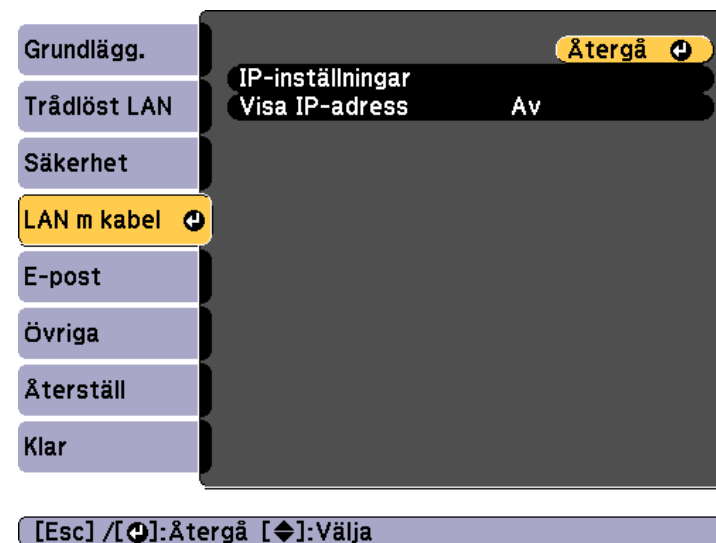 Grundlägg.
Trådlöst LAN
Säkerhet
LAN m kabel
E-post
Övriga
Återställ
Klar
Återgå
IP-inställningar
Visa IP-adress Av
[Esc] /[]:Återgå []:Välja